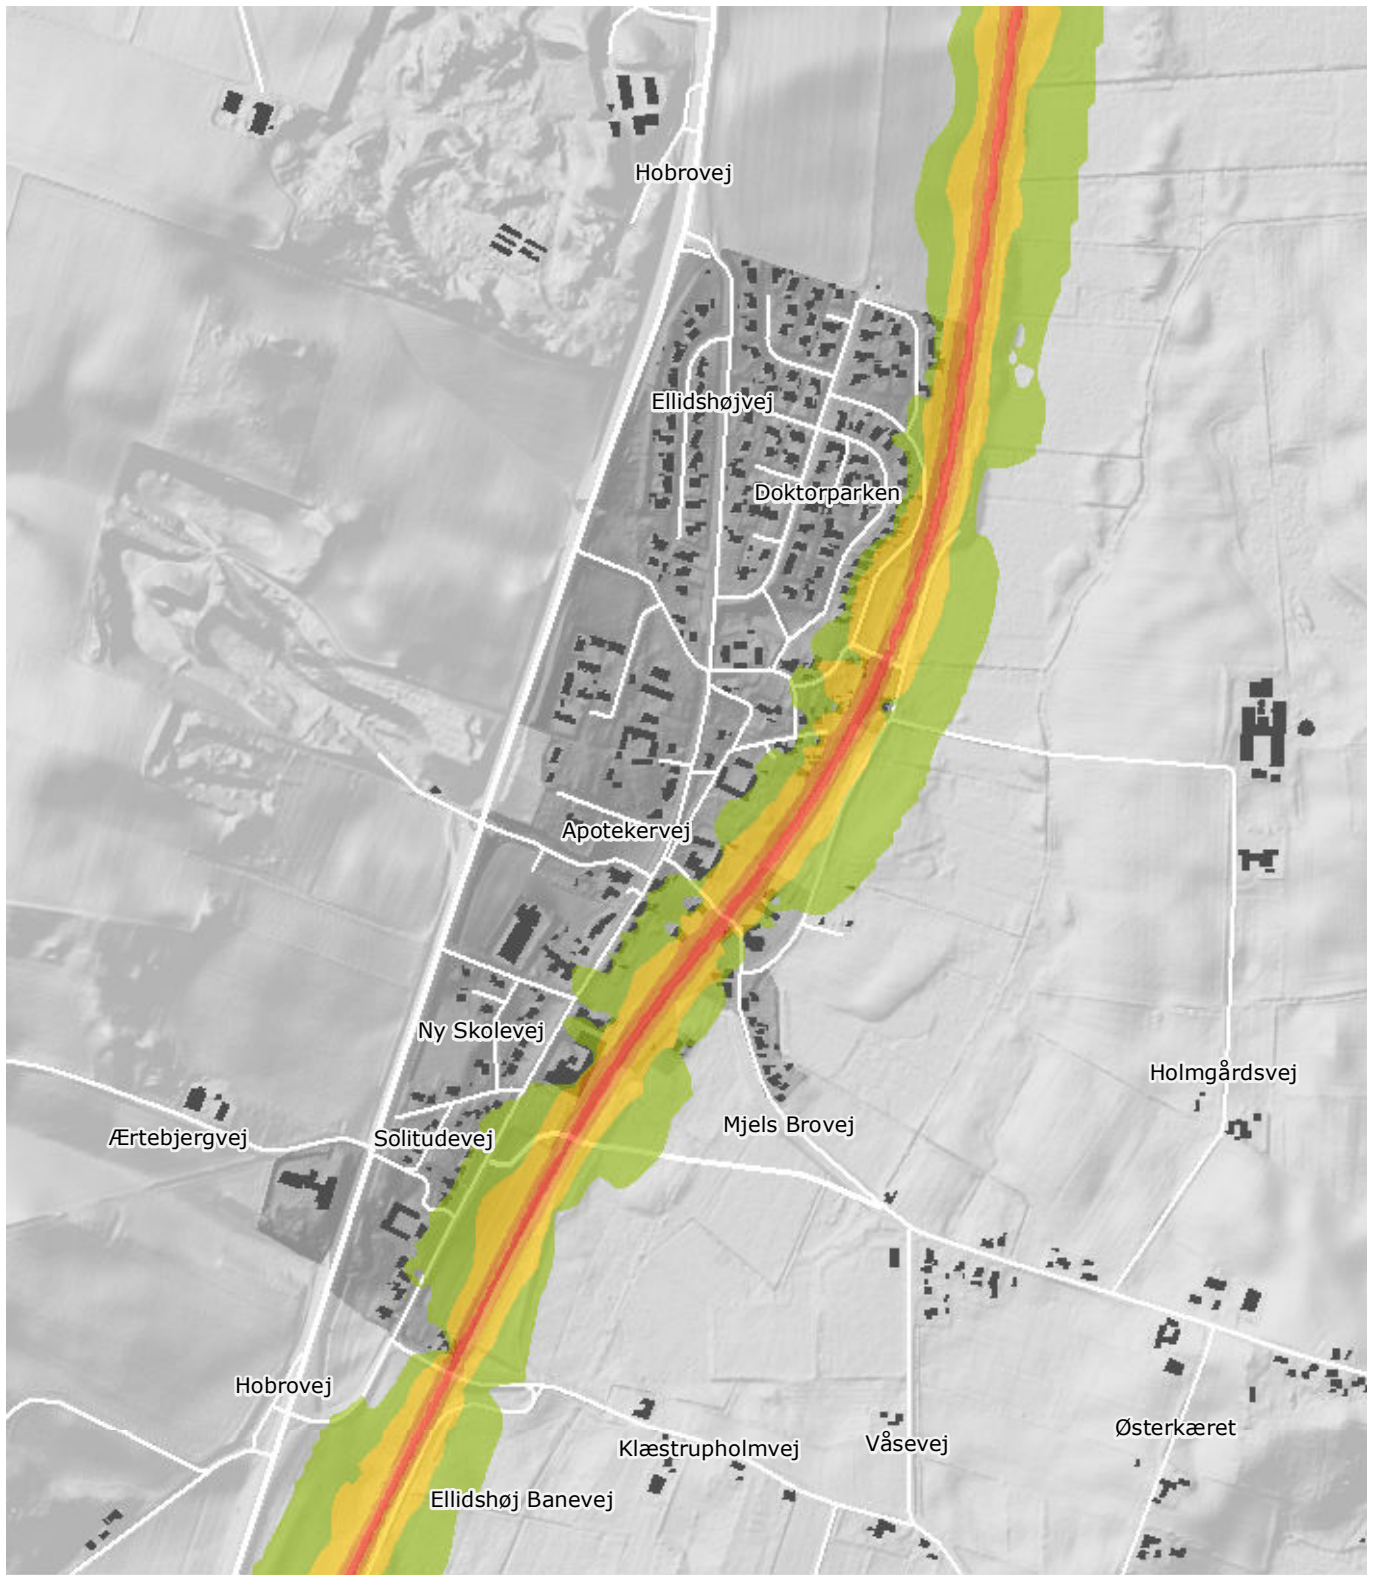 Hobrovej
Ellidshøjvej
Doktorparken
Apotekervej
Ny Skolevej
Holmgårdsvej
Ærtebjergvej
Solitudevej
Mjels Brovej
Hobrovej
Østerkæret
Klæstrupholmvej
Våsevej
Ellidshøj Banevej